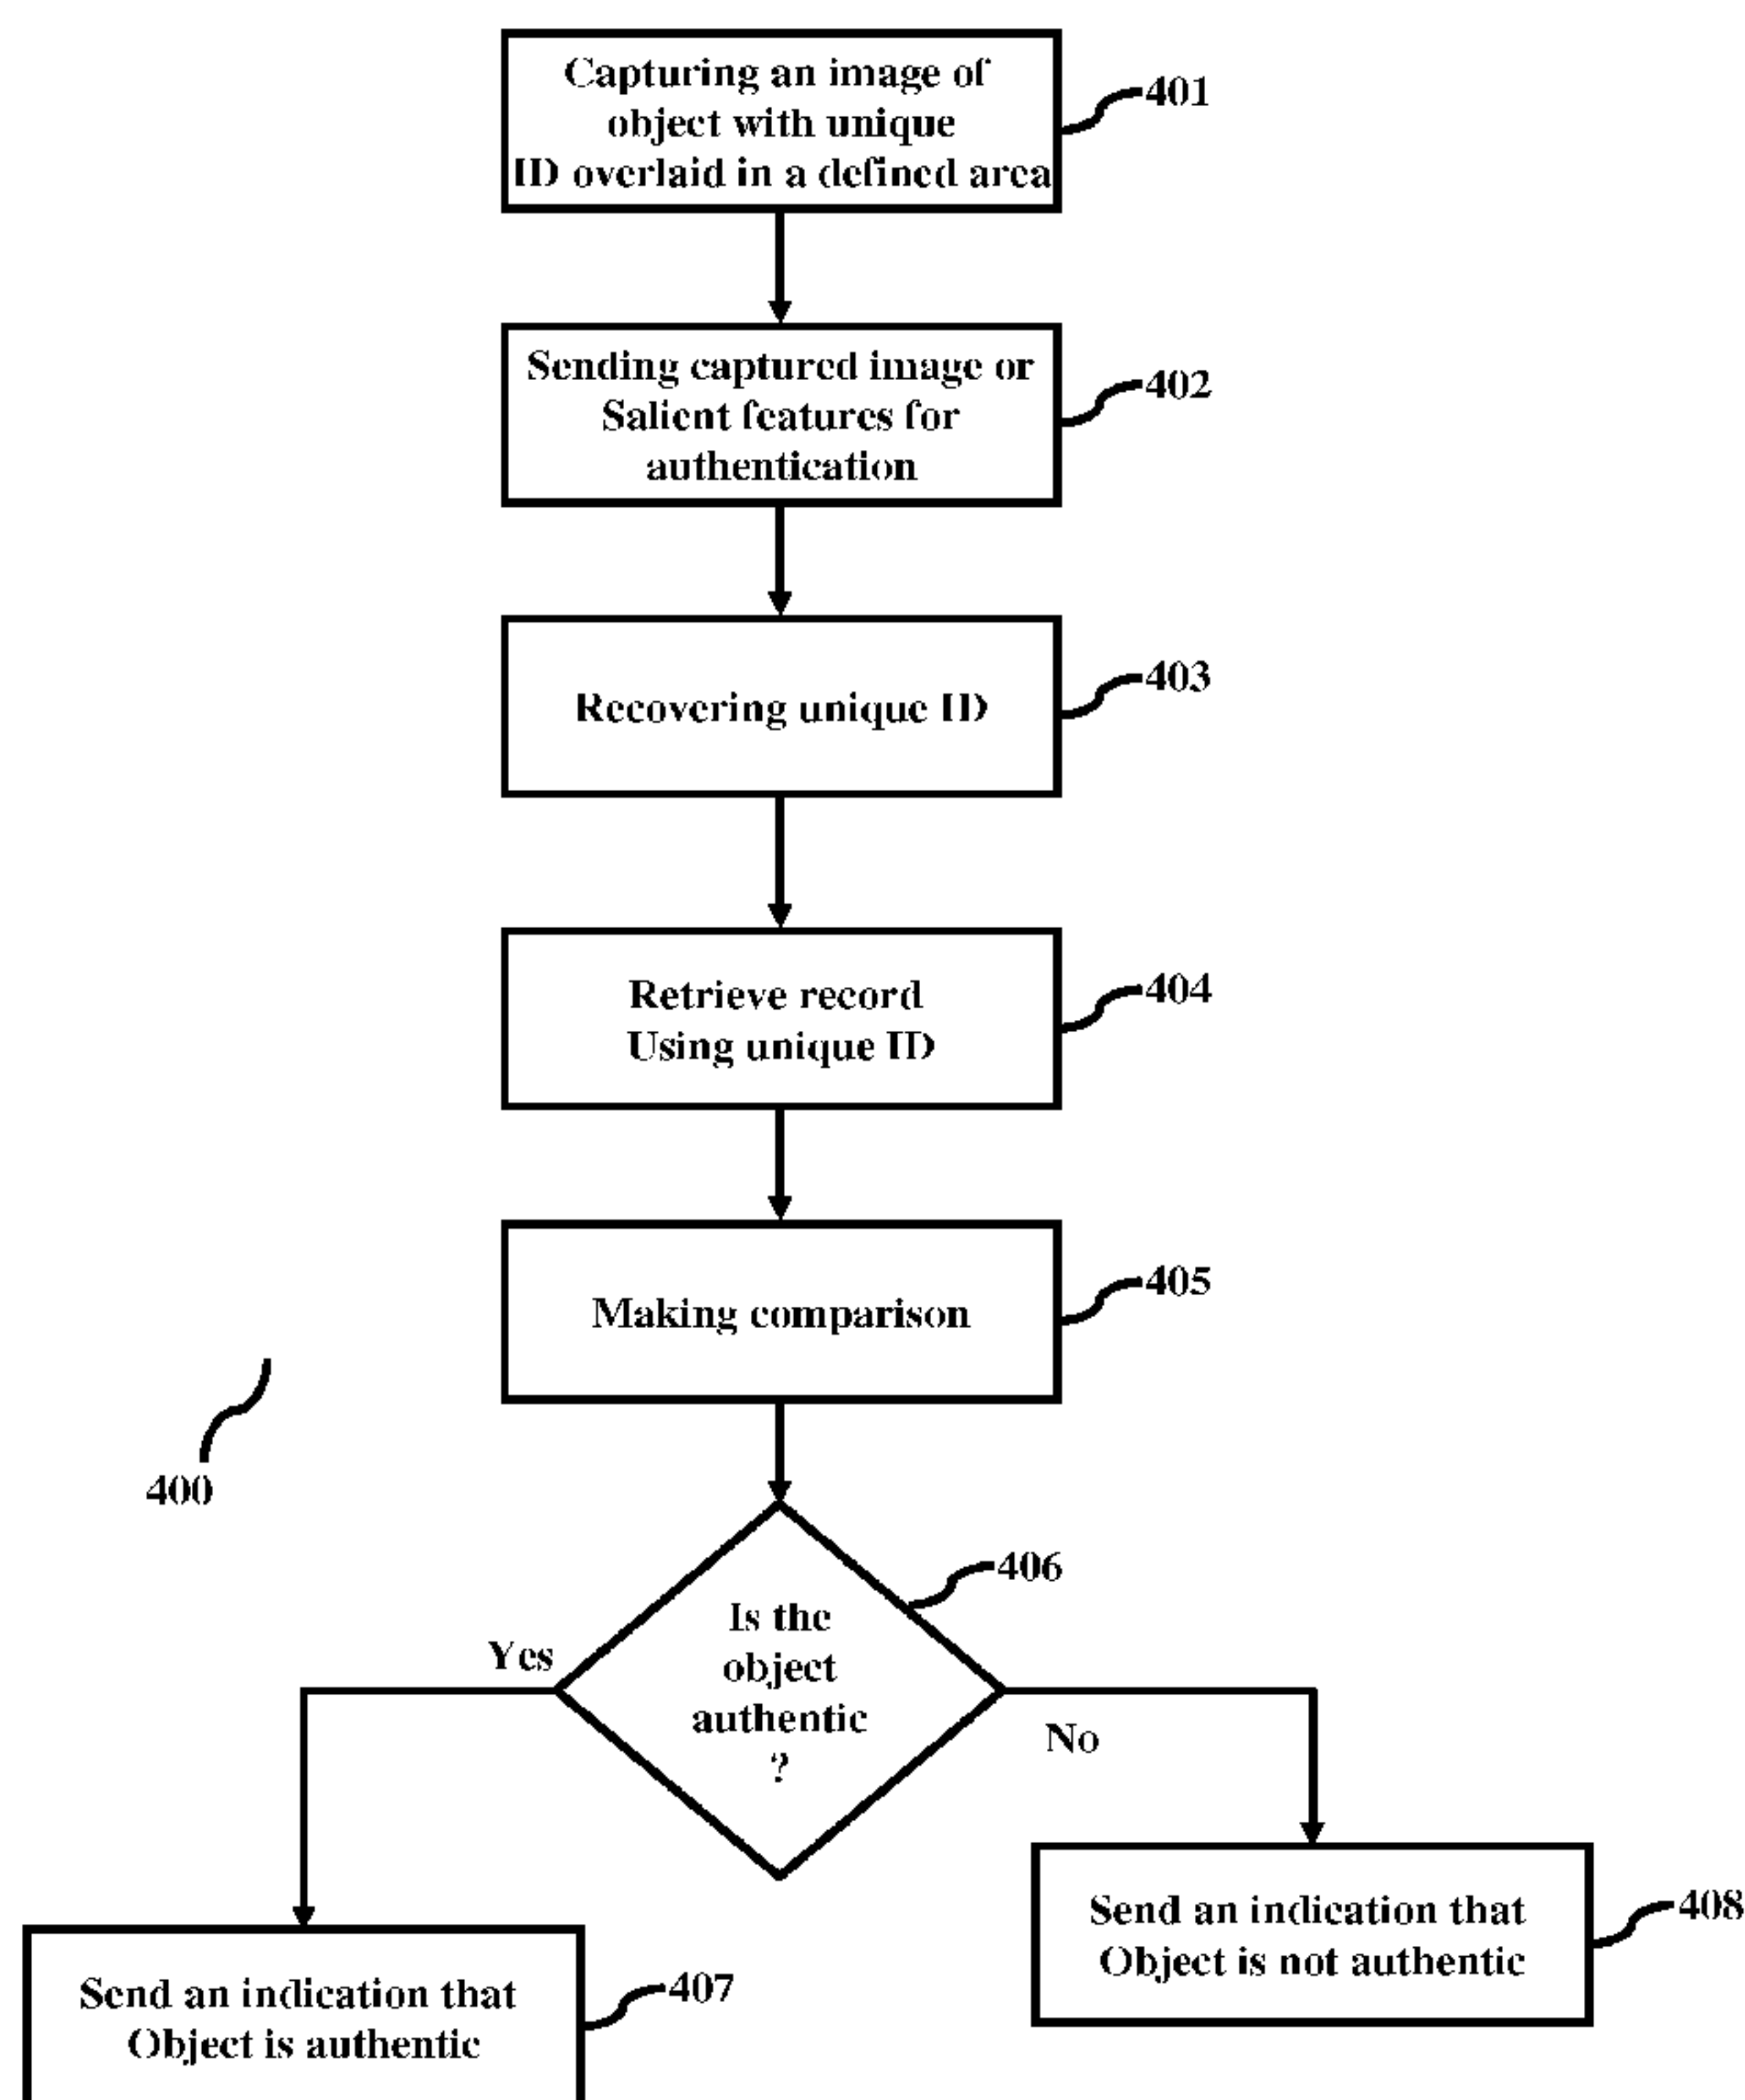 Capturing an image of
object with unique
ID overlaid in a defined area
401
Sending captured image or
Salient features for
authentication
402
Recovering unique ID
403
Retrieve record
Using unique ID
404
Making comparison
405
400
406
Is the
object
authentic
?
Yes
No
Send an indication that
Object is not authentic
408
Send an indication that
Object is authentic
407